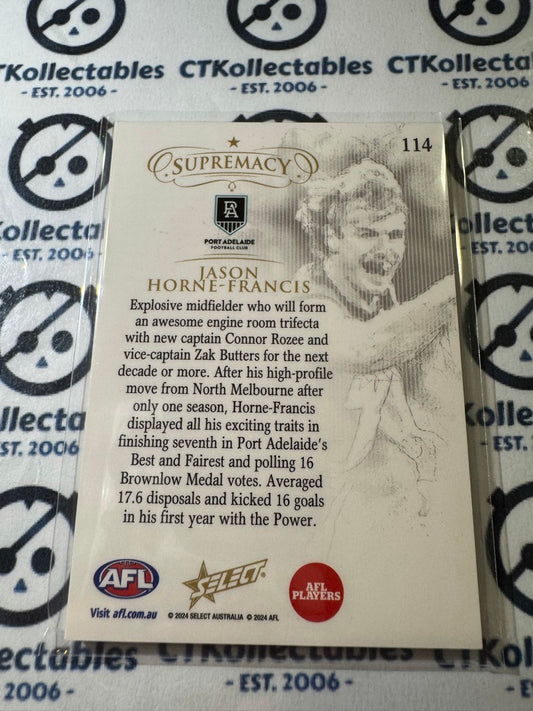 CTKollectables CTKollectables
- EST. 2006 - - EST. 2006 -
CTKollectables CTKollectables CTKollectables
- EST. 2006 - - EST. 2006 - - EST. 2006 -
SUPREMACY
114
PA
PORT ADELAIDE
FOOTBALL CLUB
JASON
HORNE-FRANCIS
Explosive midfielder who will form
an awesome engine room trifecta
with new captain Connor Rozee and
vice-captain Zak Butters for the next
decade or more. After his high-profile
move from North Melbourne after
only one season, Horne-Francis
displayed all his exciting traits in
finishing seventh in Port Adelaide's
Best and Fairest and polling 16
Brownlow Medal votes. Averaged
17.6 disposals and kicked 16 goals
in his first year with the Power.
AFL
SELECT
AFL
PLAYERS
Visit afl.com.au
© 2024 SELECT AUSTRALIA © 2024 AFL
- EST. 2006 - - EST. 2006 -